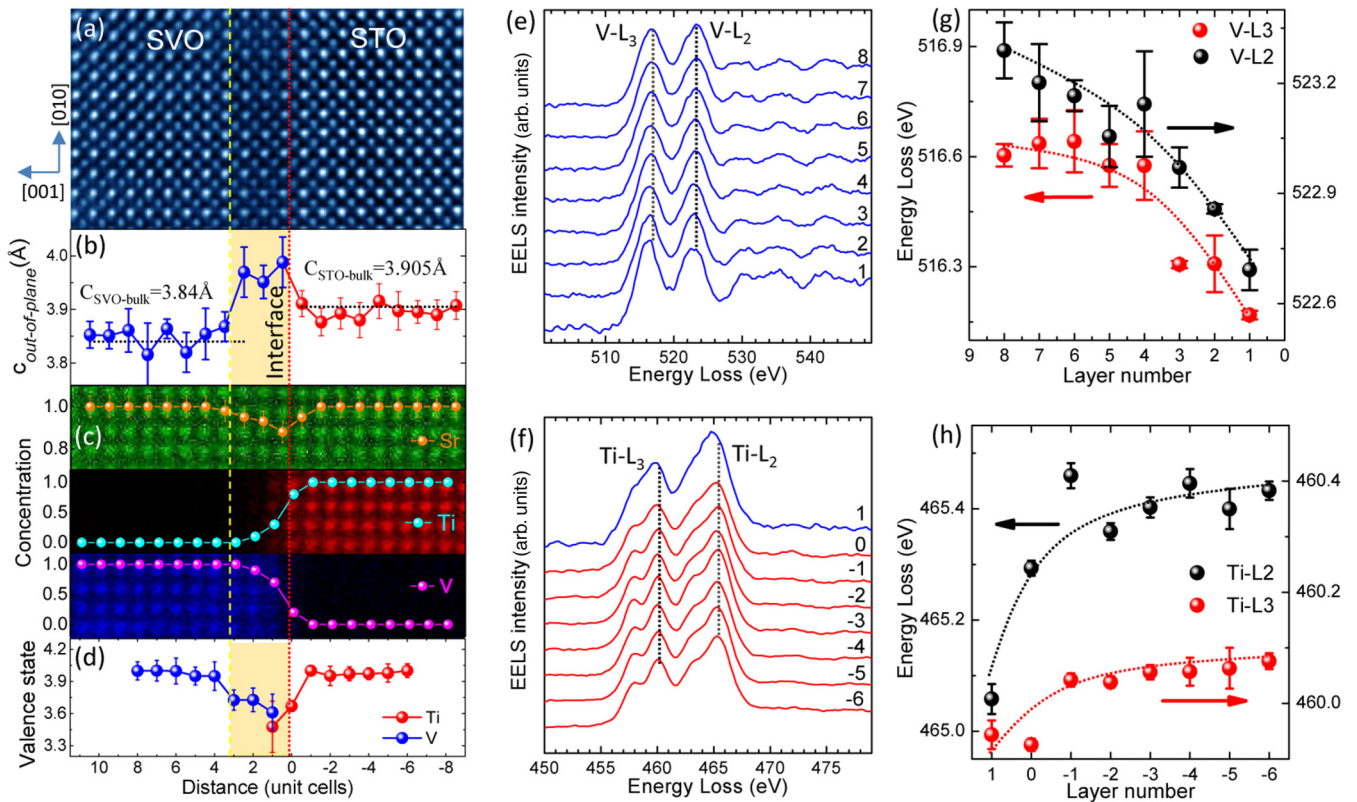 (a)
SVO
STO
[010]
[001]
(b)
C_out-of-plane (Å)
4.0
3.9
3.8
C_SVO-bulk=3.84Å
C_STO-bulk=3.905Å
Interface
(c)
Concentration
1.0
0.8
Sr
1.0
0.5
0.0
Ti
1.0
0.5
0.0
V
(d)
Valence state
4.2
3.9
3.6
3.3
Ti
V
10 8 6 4 2 0 -2 -4 -6 -8
Distance (unit cells)
(e)
EELS intensity (arb. units)
V-L3
V-L2
8
7
6
5
4
3
2
1
510 520 530 540
Energy Loss (eV)
(f)
EELS intensity (arb. units)
Ti-L3
Ti-L2
1
0
-1
-2
-3
-4
-5
-6
450 455 460 465 470 475
Energy Loss (eV)
(g)
Energy Loss (eV)
516.9
516.6
516.3
V-L3
V-L2
523.2
522.9
522.6
9 8 7 6 5 4 3 2 1 0
Layer number
(h)
Energy Loss (eV)
465.4
465.2
465.0
Ti-L2
Ti-L3
460.4
460.2
460.0
1 0 -1 -2 -3 -4 -5 -6
Layer number